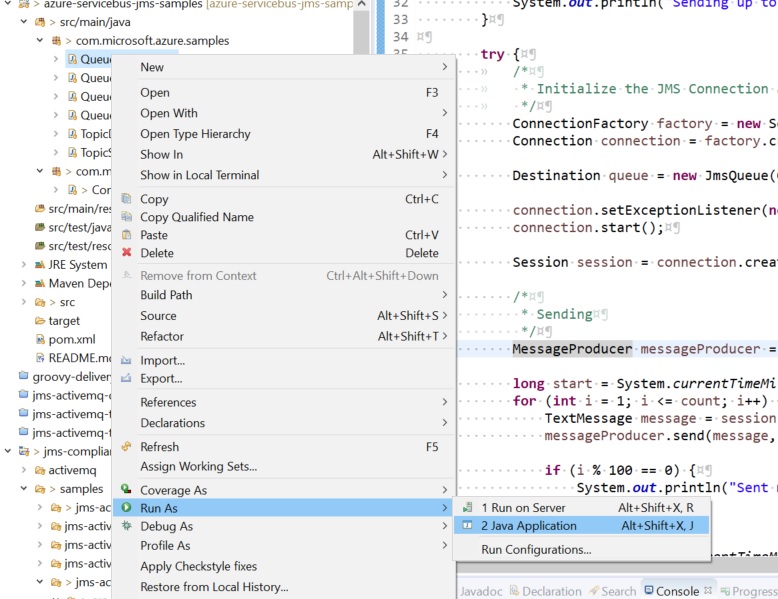 azure-servicebus-jms-samples [azure-servicebus-jms-samp
src/main/java
com.microsoft.azure.samples
Queue
Queue
Queue
Queue
TopicD
TopicS
com.m
Con
src/main/res
src/test/java
src/test/resc
JRE System
Maven Depe
src
target
pom.xml
README.md
groovy-deliver
jms-activemq-
jms-activemq-t
jms-activemq-t
jms-complian
activemq
samples
jms-ac
jms-activ
jms-activ
jms-activ
jms-ac
New
Open F3
Open With
Open Type Hierarchy F4
Show In Alt+Shift+W
Show in Local Terminal
Copy Ctrl+C
Copy Qualified Name
Paste Ctrl+V
Delete Delete
Remove from Context Ctrl+Alt+Shift+Down
Build Path
Source Alt+Shift+S
Refactor Alt+Shift+T
Import...
Export...
References
Declarations
Refresh F5
Assign Working Sets...
Coverage As
Run As
Debug As
Profile As
Apply Checkstyle fixes
Restore from Local History...
1 Run on Server Alt+Shift+X, R
2 Java Application Alt+Shift+X, J
Run Configurations...
32 System.out.println("Sending up to
33 }
34
35 try {
/*
* Initialize the JMS Connection
*/
ConnectionFactory factory = new Se
Connection connection = factory.c
Destination queue = new JmsQueue(
connection.setExceptionListener(n
connection.start();
Session session = connection.crea
/*
* Sending
*/
MessageProducer messageProducer =
long start = System.currentTimeMi
for (int i = 1; i <= count; i++)
TextMessage message = session
messageProducer.send(message,
if (i % 100 == 0) {
System.out.println("Sent
entTimeM
Javadoc Declaration Search Console Progress